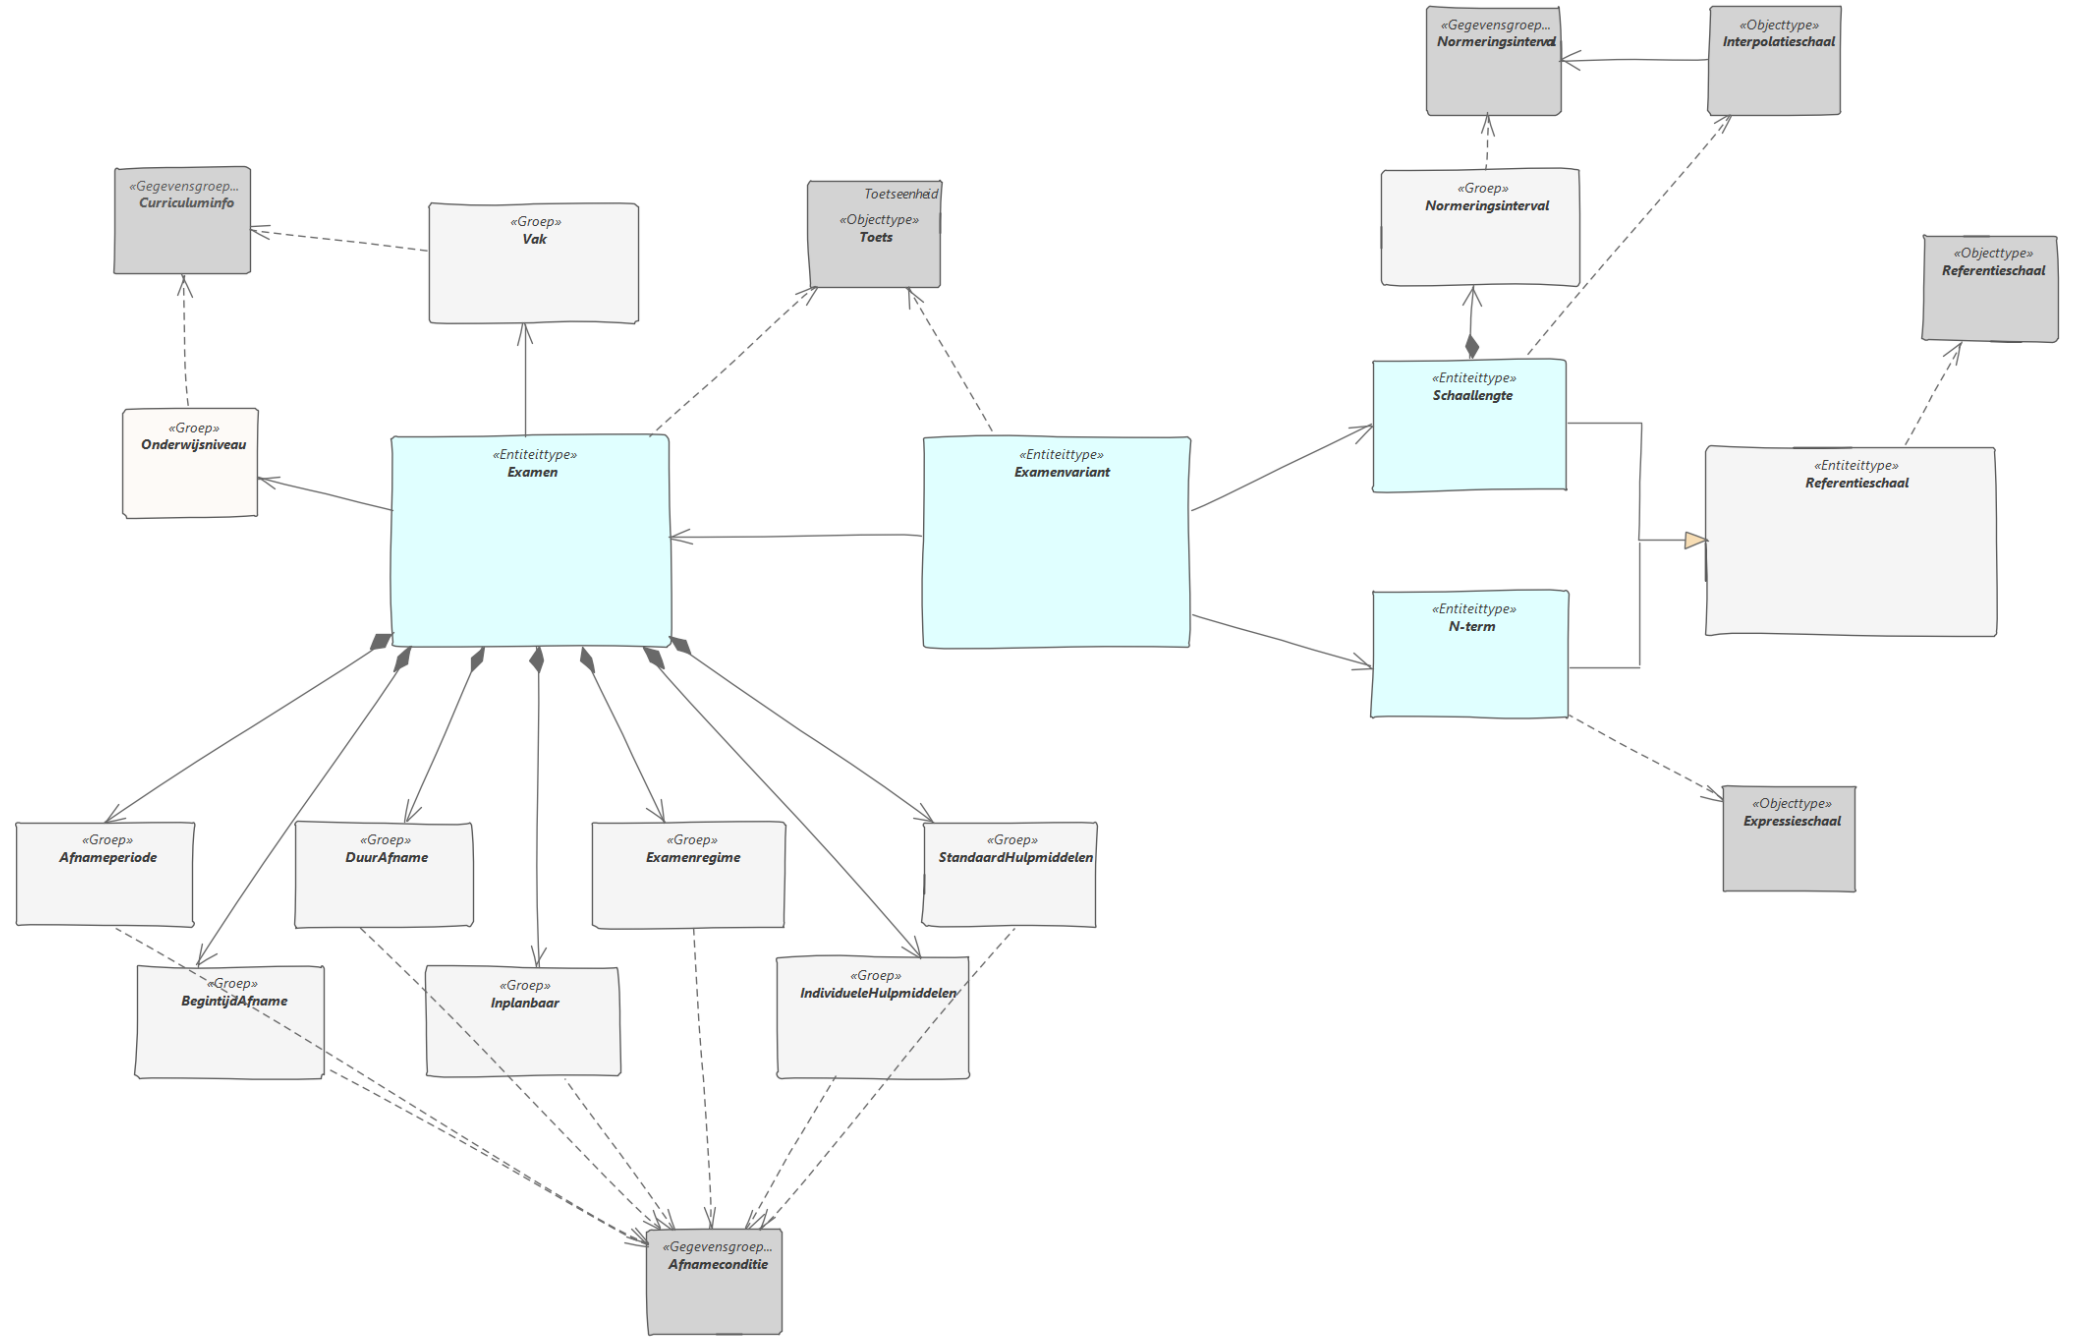 «Gegevensgroep...
Normeringsinterval
«Objecttype»
Interpolatieschaal
«Gegevensgroep...
Curriculuminfo
«Groep»
Vak
Toetseenheid
«Objecttype»
Toets
«Groep»
Normeringsinterval
«Objecttype»
Referentieschaal
«Groep»
Onderwijsniveau
«Entiteittype»
Examen
«Entiteittype»
Examenvariant
«Entiteittype»
Schaallengte
«Entiteittype»
Referentieschaal
«Entiteittype»
N-term
«Objecttype»
Expressieschaal
«Groep»
Afnameperiode
«Groep»
DuurAfname
«Groep»
Examenregime
«Groep»
StandaardHulpmiddelen
«Groep»
BegintijdAfname
«Groep»
Inplanbaar
«Groep»
IndividueleHulpmiddelen
«Gegevensgroep...
Afnameconditie